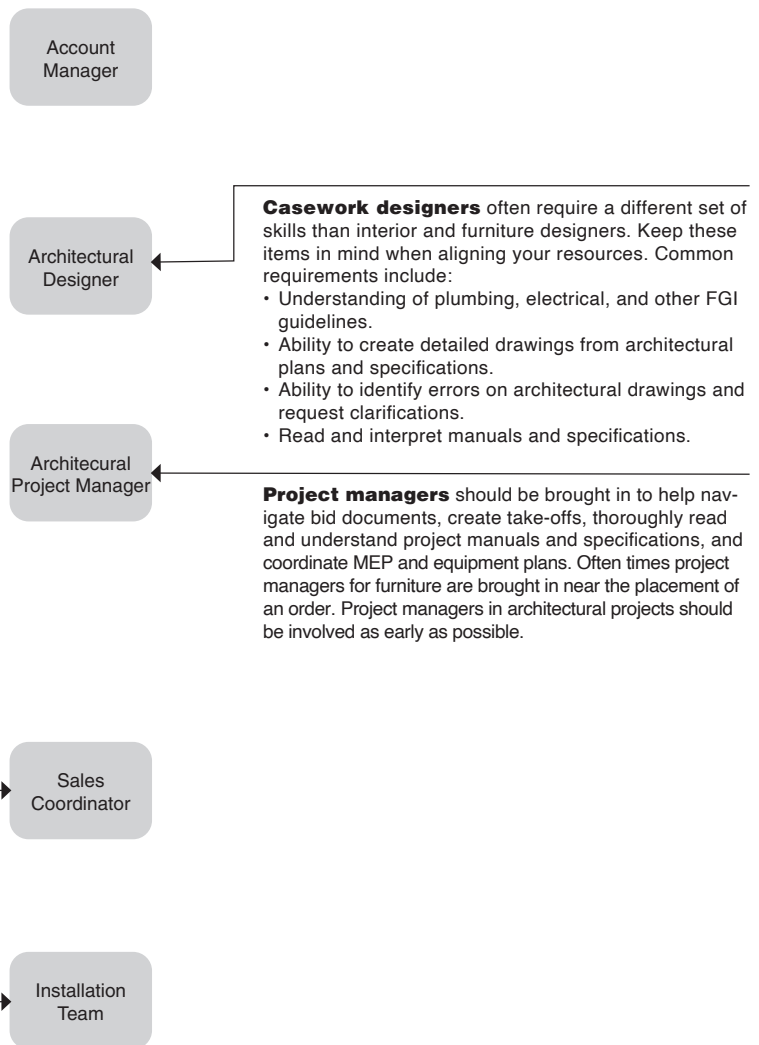 Account
Manager
Architectural
Designer
Casework designers often require a different set of
skills than interior and furniture designers. Keep these
items in mind when aligning your resources. Common
requirements include:
• Understanding of plumbing, electrical, and other FGI
guidelines.
• Ability to create detailed drawings from architectural
plans and specifications.
• Ability to identify errors on architectural drawings and
request clarifications.
• Read and interpret manuals and specifications.
Architecural
Project Manager
Project managers should be brought in to help nav-
igate bid documents, create take-offs, thoroughly read
and understand project manuals and specifications, and
coordinate MEP and equipment plans. Often times project
managers for furniture are brought in near the placement of
an order. Project managers in architectural projects should
be involved as early as possible.
Sales
Coordinator
Installation
Team